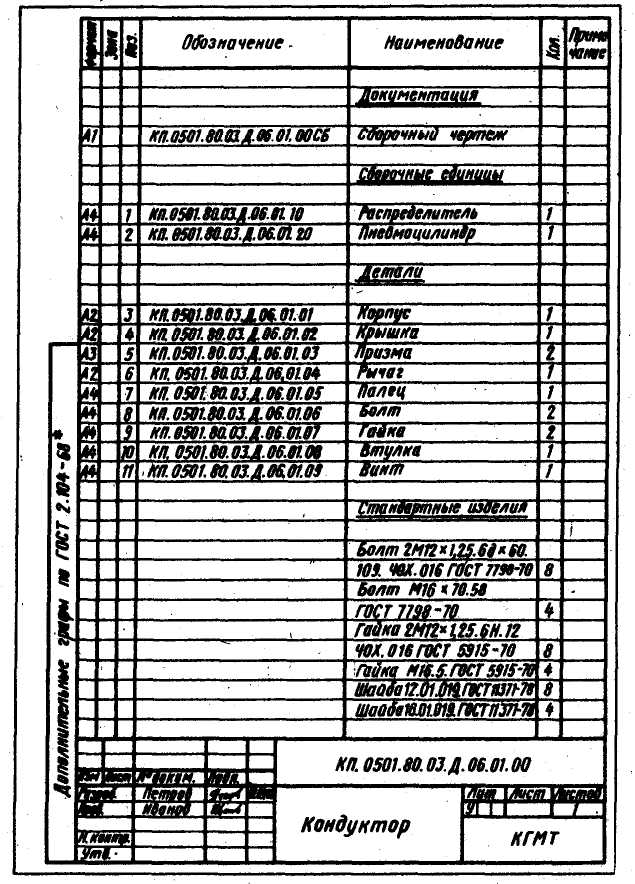 Формат Зона Поз. Обозначение Наименование Кол. Примечание
Документация
А1 КП.0501.80.03.Д.06.01.00СБ Сборочный чертеж
Сборочные единицы
А4 1 КП.0501.80.03.Д.06.01.10 Распределитель 1
А4 2 КП.0501.80.03.Д.06.01.20 Пневмоцилиндр 1
Детали
А2 3 КП.0501.80.03.Д.06.01.01 Корпус 1
А2 4 КП.0501.80.03.Д.06.01.02 Крышка 1
А3 5 КП.0501.80.03.Д.06.01.03 Призма 2
А2 6 КП.0501.80.03.Д.06.01.04 Рычаг 1
А4 7 КП.0501.80.03.Д.06.01.05 Палец 1
А4 8 КП.0501.80.03.Д.06.01.06 Болт 2
А4 9 КП.0501.80.03.Д.06.01.07 Гайка 2
А4 10 КП.0501.80.03.Д.06.01.08 Втулка 1
А4 11 КП.0501.80.03.Д.06.01.09 Винт 1
Стандартные изделия
Болт 2М12×1,25.6д×60.
109. 40Х.016 ГОСТ 7798-70 8
Болт М16×70.58
ГОСТ 7798-70 4
Гайка 2М12×1,25.6Н.12
40Х.016 ГОСТ 5915-70 8
Гайка М16.5.ГОСТ 5915-70 4
Шайба 12.01.019.ГОСТ 11371-78 8
Шайба 16.01.019.ГОСТ 11371-78 4
Дополнительные графы по ГОСТ 2.104-68*
КП.0501.80.03.Д.06.01.00
Изм Лист № докум. Подп.
Разраб. Петров
Пров. Иванов
Н.контр.
Утв.
Кондуктор
Лит Лист Листов
У 1
КГМТ